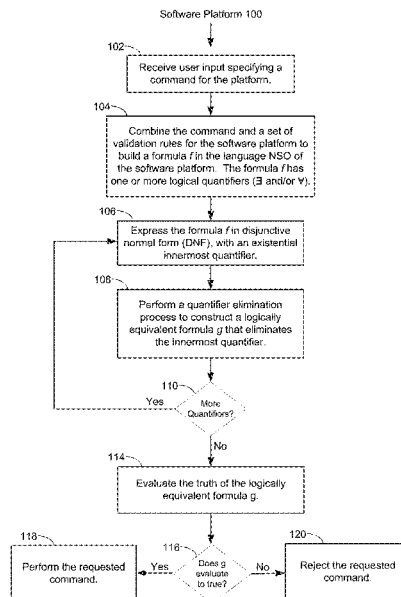 Software Platform 100
102
Receive user input specifying a
command for the platform.
104
Combine the command and a set of
validation rules for the software platform to
build a formula f in the language NSO of
the software platform. The formula f has
one or more logical quantifiers (∃ and/or ∀).
106
Express the formula f in disjunctive
normal form (DNF), with an existential
innermost quantifier.
108
Perform a quantifier elimination
process to construct a logically
equivalent formula g that eliminates
the innermost quantifier.
110
More
Quantifiers?
Yes
No
114
Evaluate the truth of the logically
equivalent formula g.
118
Perform the requested
command.
Yes
116
Does g
evaluate
to true?
No
120
Reject the requested
command.